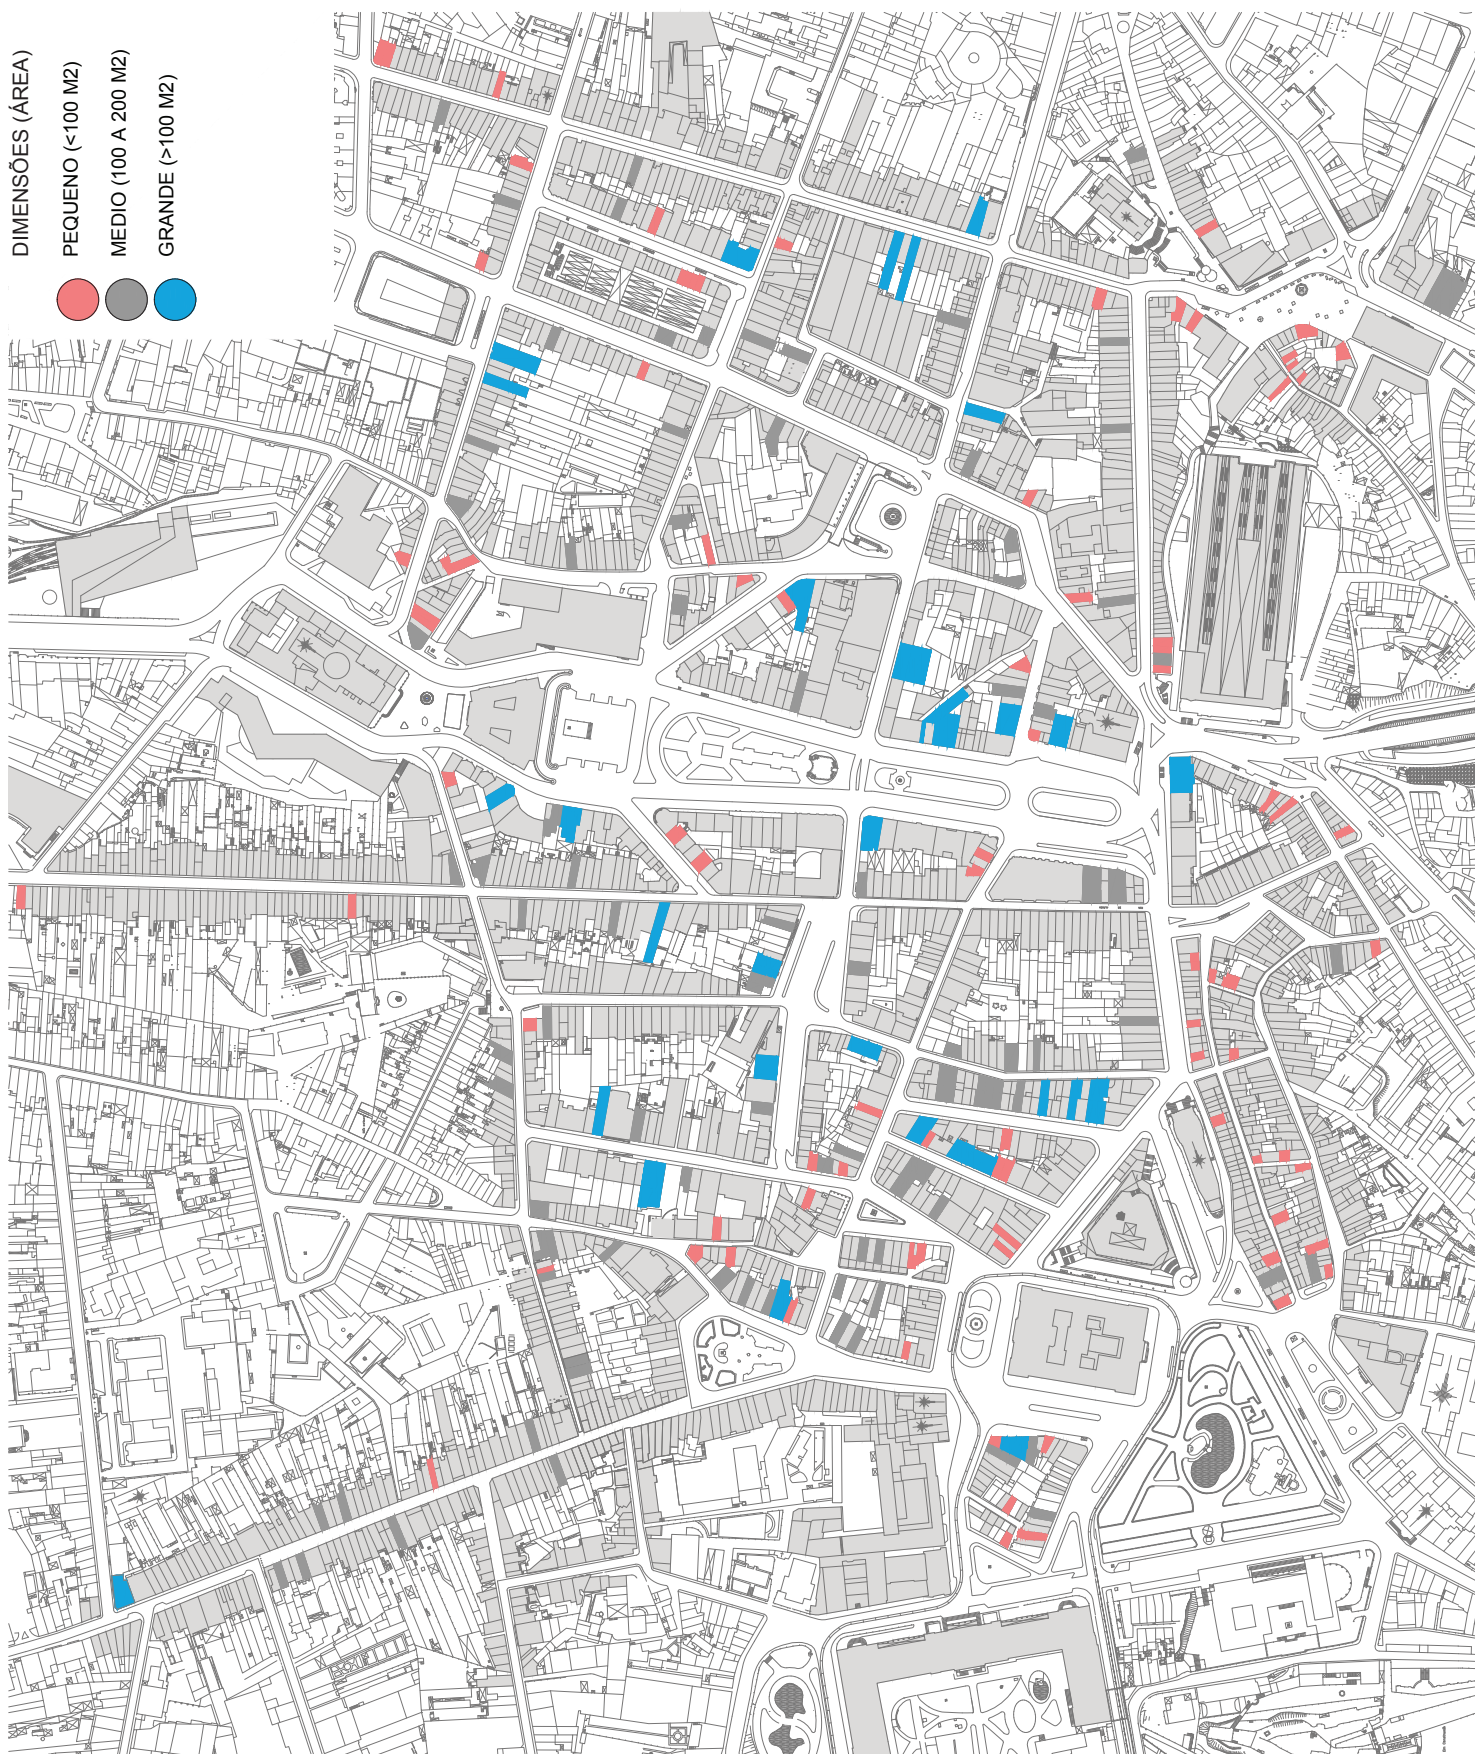 DIMENSÕES (ÁREA)
PEQUENO (<100 M2)
MEDIO (100 A 200 M2)
GRANDE (>100 M2)